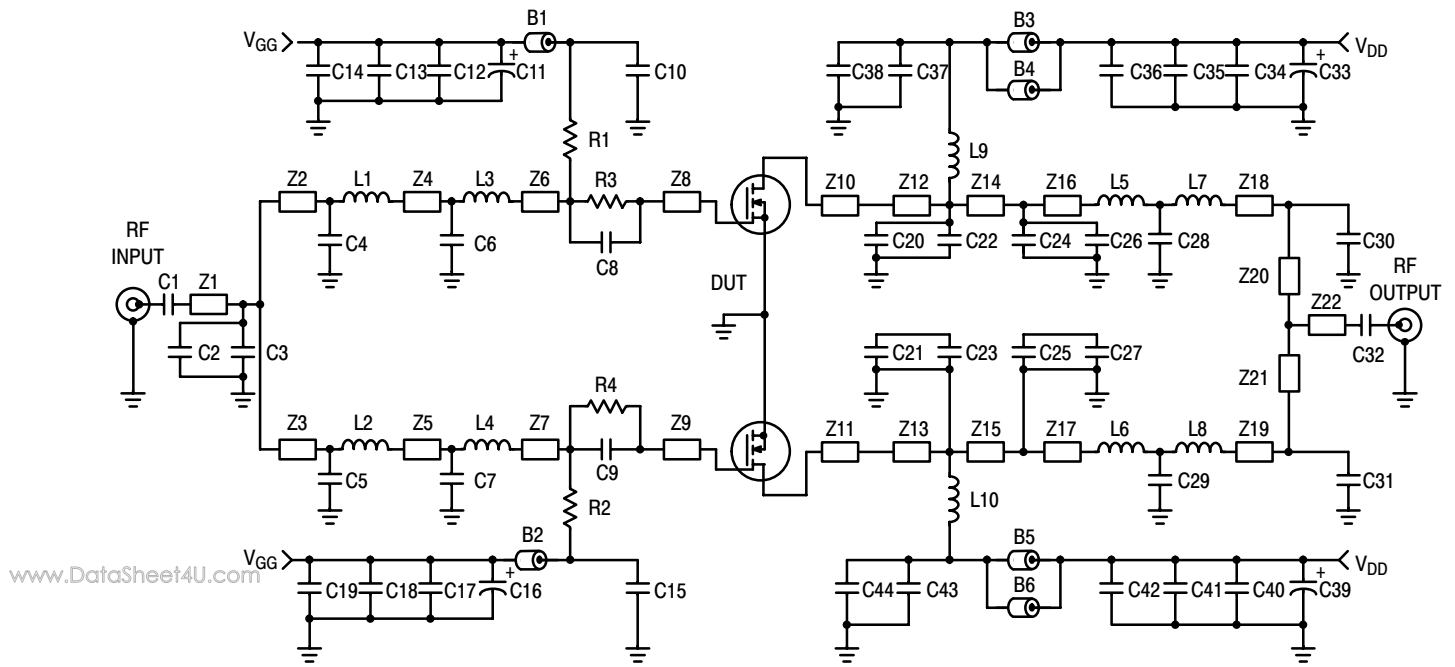 B1
B3
V_GG
V_DD
+
+
C14 C13 C12 C11 C10
C38 C37
B4
C36 C35 C34 C33
R1
L9
Z2 L1 Z4 L3 Z6 R3 Z8
Z10 Z12 Z14 Z16 L5 L7 Z18
C4 C6 C8
C20 C22 C24 C26 C28 C30
RF
INPUT
C1 Z1
DUT
Z20
RF
OUTPUT
Z22
C32
C2 C3
C21 C23 C25 C27
Z21
R4
Z3 L2 Z5 L4 Z7 C9 Z9
Z11 Z13 Z15 Z17 L6 L8 Z19
C5 C7
R2
L10
C29 C31
B2
B5
V_GG
V_DD
www.DataSheet4U.com
+
+
C19 C18 C17 C16 C15
C44 C43
B6
C42 C41 C40 C39